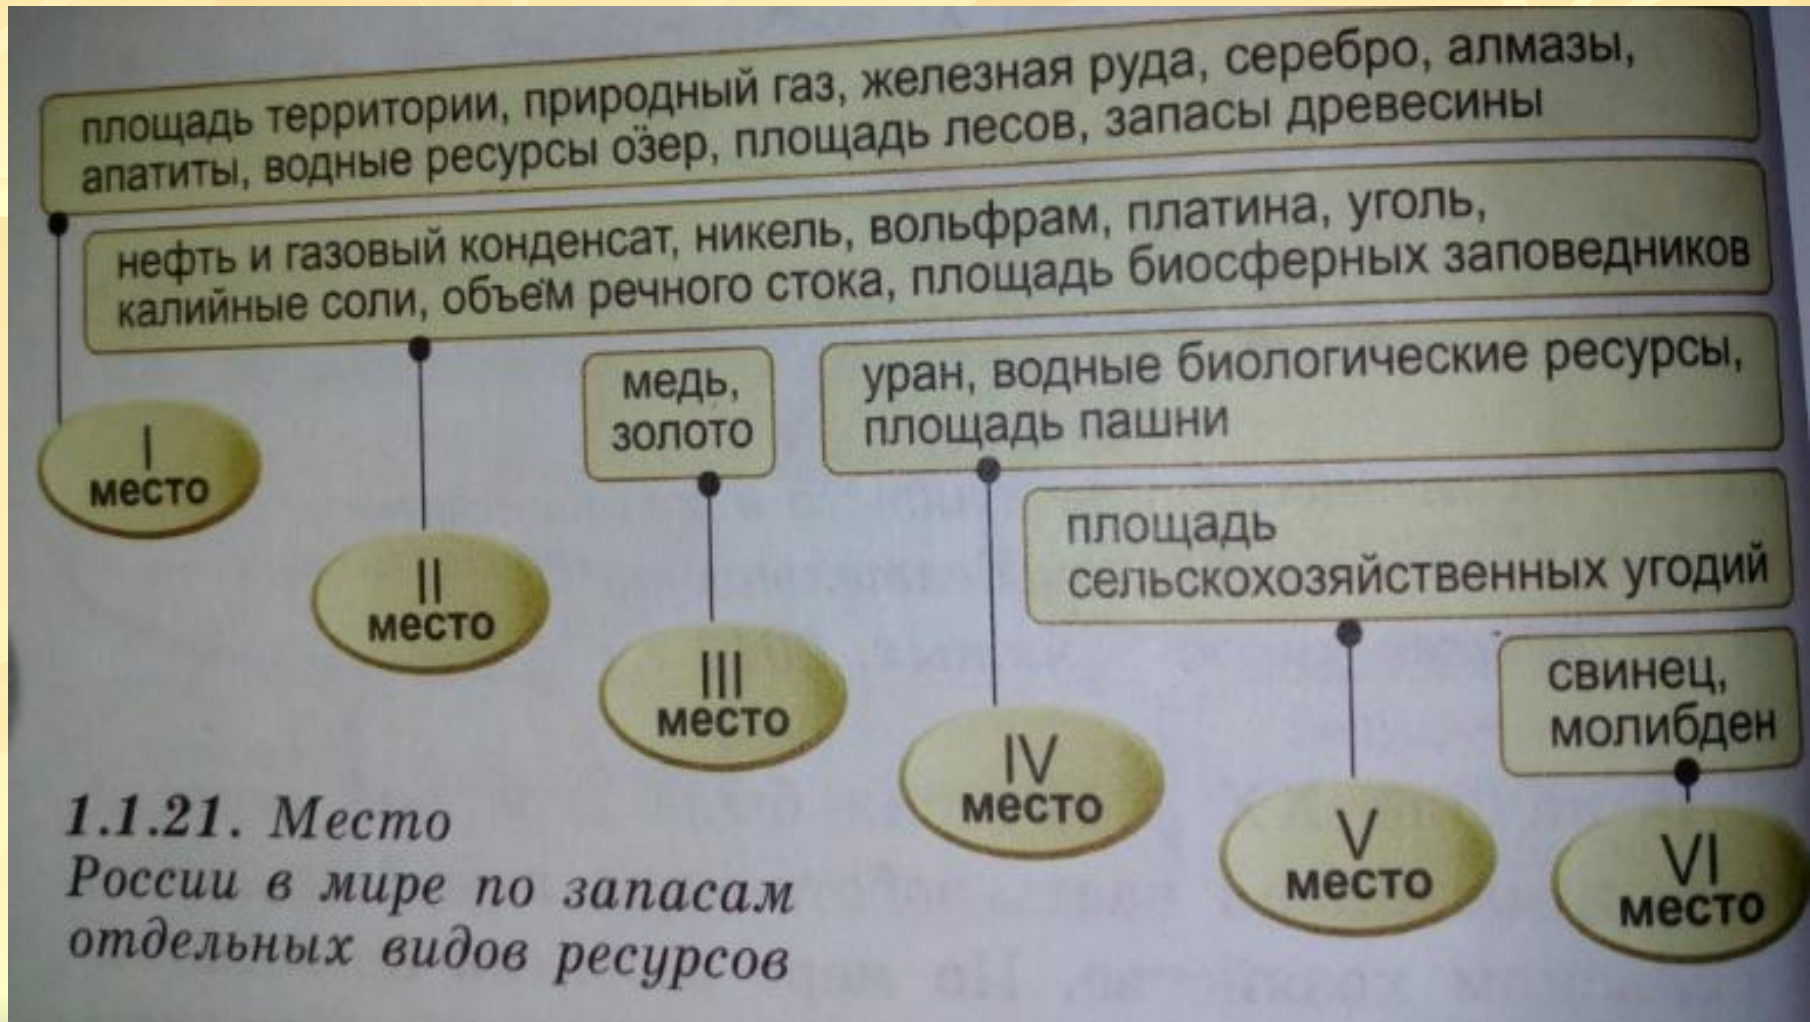 площадь территории, природный газ, железная руда, серебро, алмазы,
апатиты, водные ресурсы озер, площадь лесов, запасы древесины
нефть и газовый конденсат, никель, вольфрам, платина, уголь,
калийные соли, объем речного стока, площадь биосферных заповедников
медь,
золото
уран, водные биологические ресурсы,
площадь пашни
площадь
сельскохозяйственных угодий
свинец,
молибден
I
место
II
место
III
место
IV
место
V
место
VI
место
1.1.21. Место
России в мире по запасам
отдельных видов ресурсов